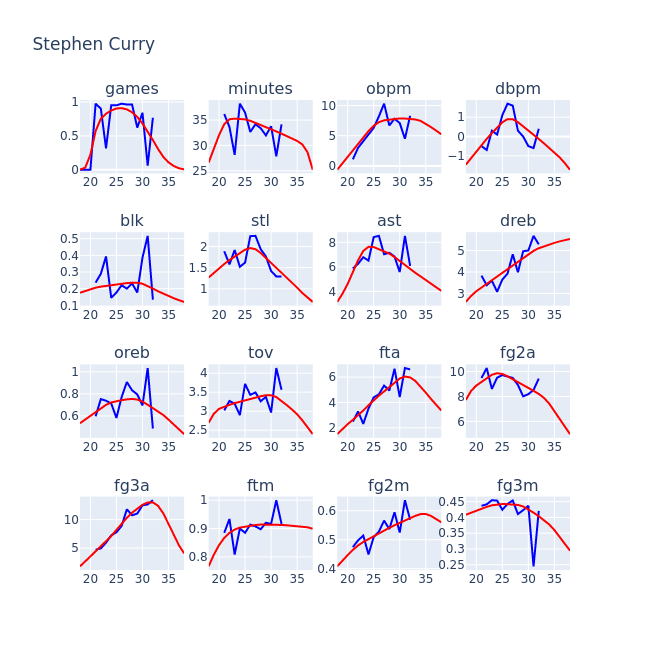 Stephen Curry
games minutes obpm dbpm
1 0.5 0 20 25 30 35
35 30 25 20 25 30 35
10 5 0 20 25 30 35
1 0 −1 20 25 30 35
blk stl ast dreb
0.5 0.4 0.3 0.2 0.1 20 25 30 35
2 1.5 1 20 25 30 35
8 6 4 20 25 30 35
5 4 3 20 25 30 35
oreb tov fta fg2a
1 0.8 0.6 20 25 30 35
4 3.5 3 2.5 20 25 30 35
6 4 2 20 25 30 35
10 8 6 20 25 30 35
fg3a ftm fg2m fg3m
10 5 20 25 30 35
1 0.9 0.8 20 25 30 35
0.6 0.5 0.4 20 25 30 35
0.45 0.4 0.35 0.3 0.25 20 25 30 35